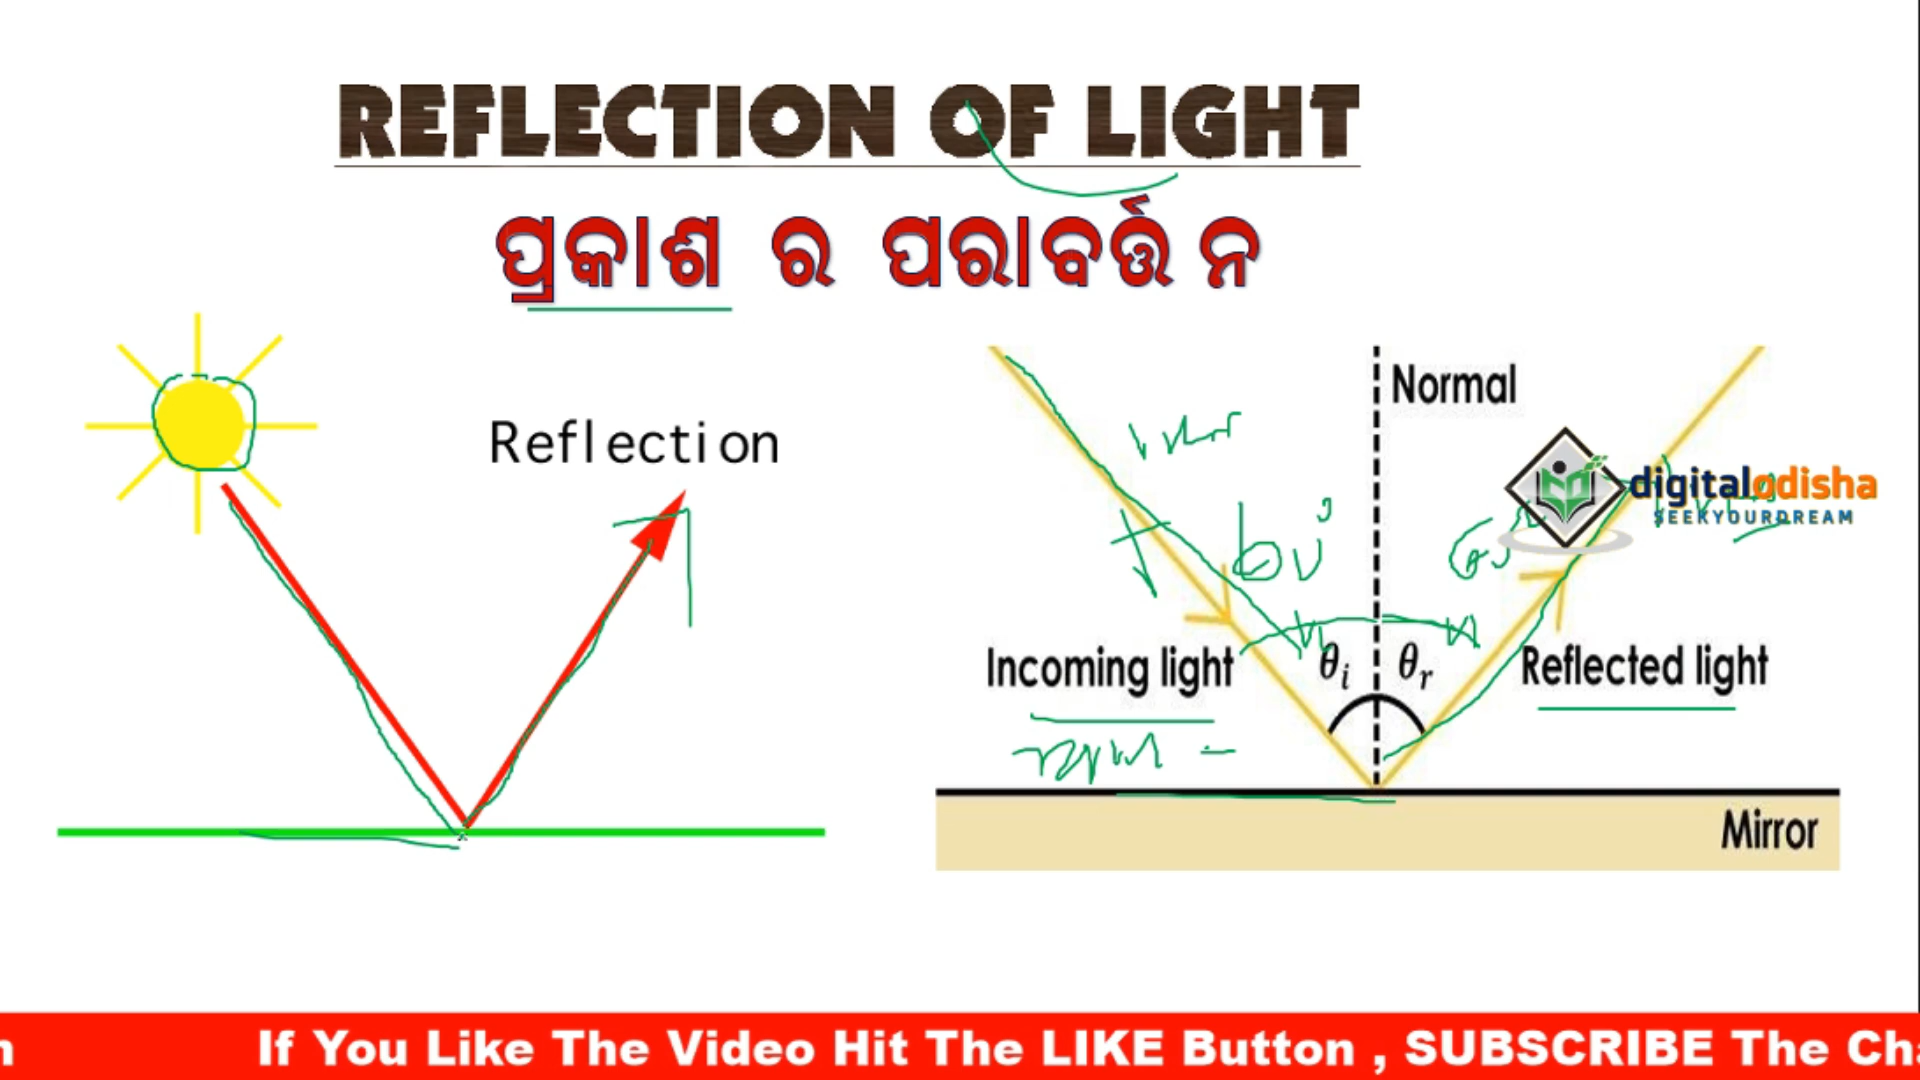 REFLECTION OF LIGHT
ପ୍ରକାଶ ର ପରାବର୍ତ୍ତନ
Reflection
Normal
digitalodisha
SEEKYOURDREAM
Incoming light
θi
θr
Reflected light
Mirror
n If You Like The Video Hit The LIKE Button , SUBSCRIBE The Cha